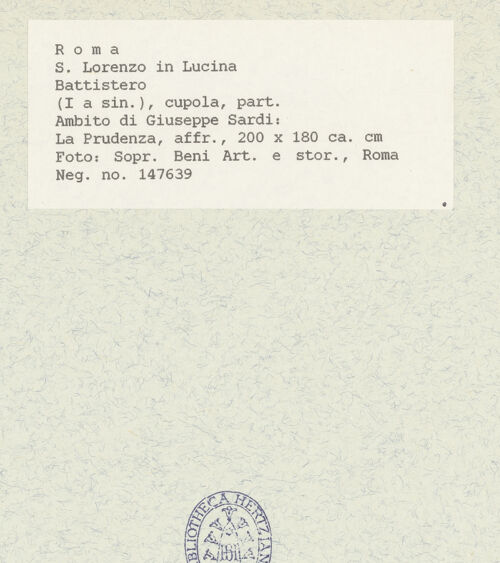 R o m a
S. Lorenzo in Lucina
Battistero
(I a sin.), cupola, part.
Ambito di Giuseppe Sardi:
La Prudenza, affr., 200 x 180 ca. cm
Foto: Sopr. Beni Art. e stor., Roma
Neg. no. 147639
BIBLIOTHECA HERTZIAN